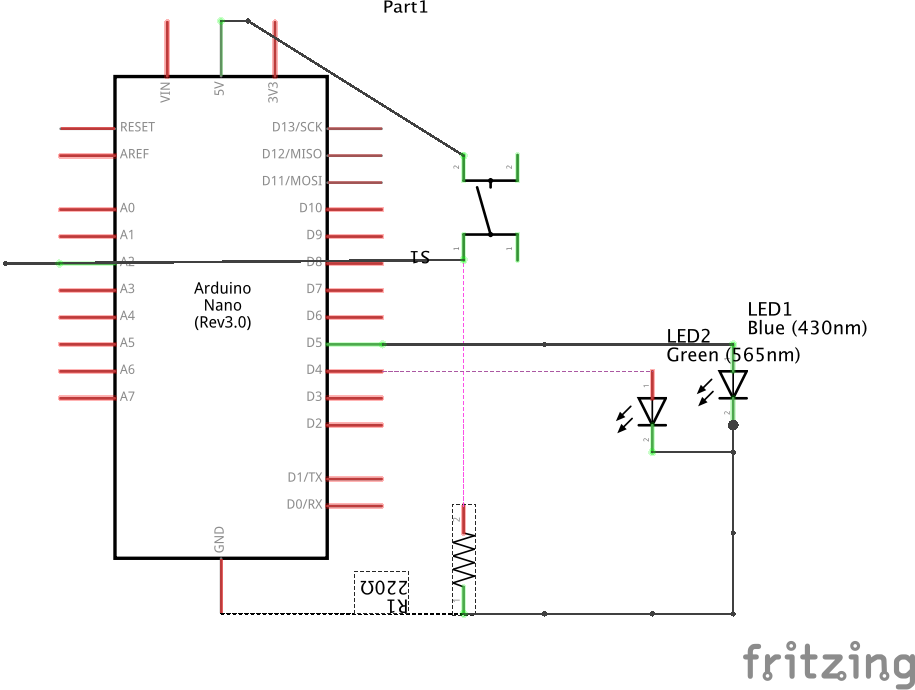 Part1
VIN
5V
3V3
RESET
AREF
A0
A1
A2
A3
A4
A5
A6
A7
D13/SCK
D12/MISO
D11/MOSI
D10
D9
D8
D7
D6
D5
D4
D3
D2
D1/TX
D0/RX
GND
Arduino
Nano
(Rev3.0)
2
2
1
1
S1
LED1
Blue (430nm)
LED2
Green (565nm)
1
2
2
2
1
R1
220Ω
fritzing